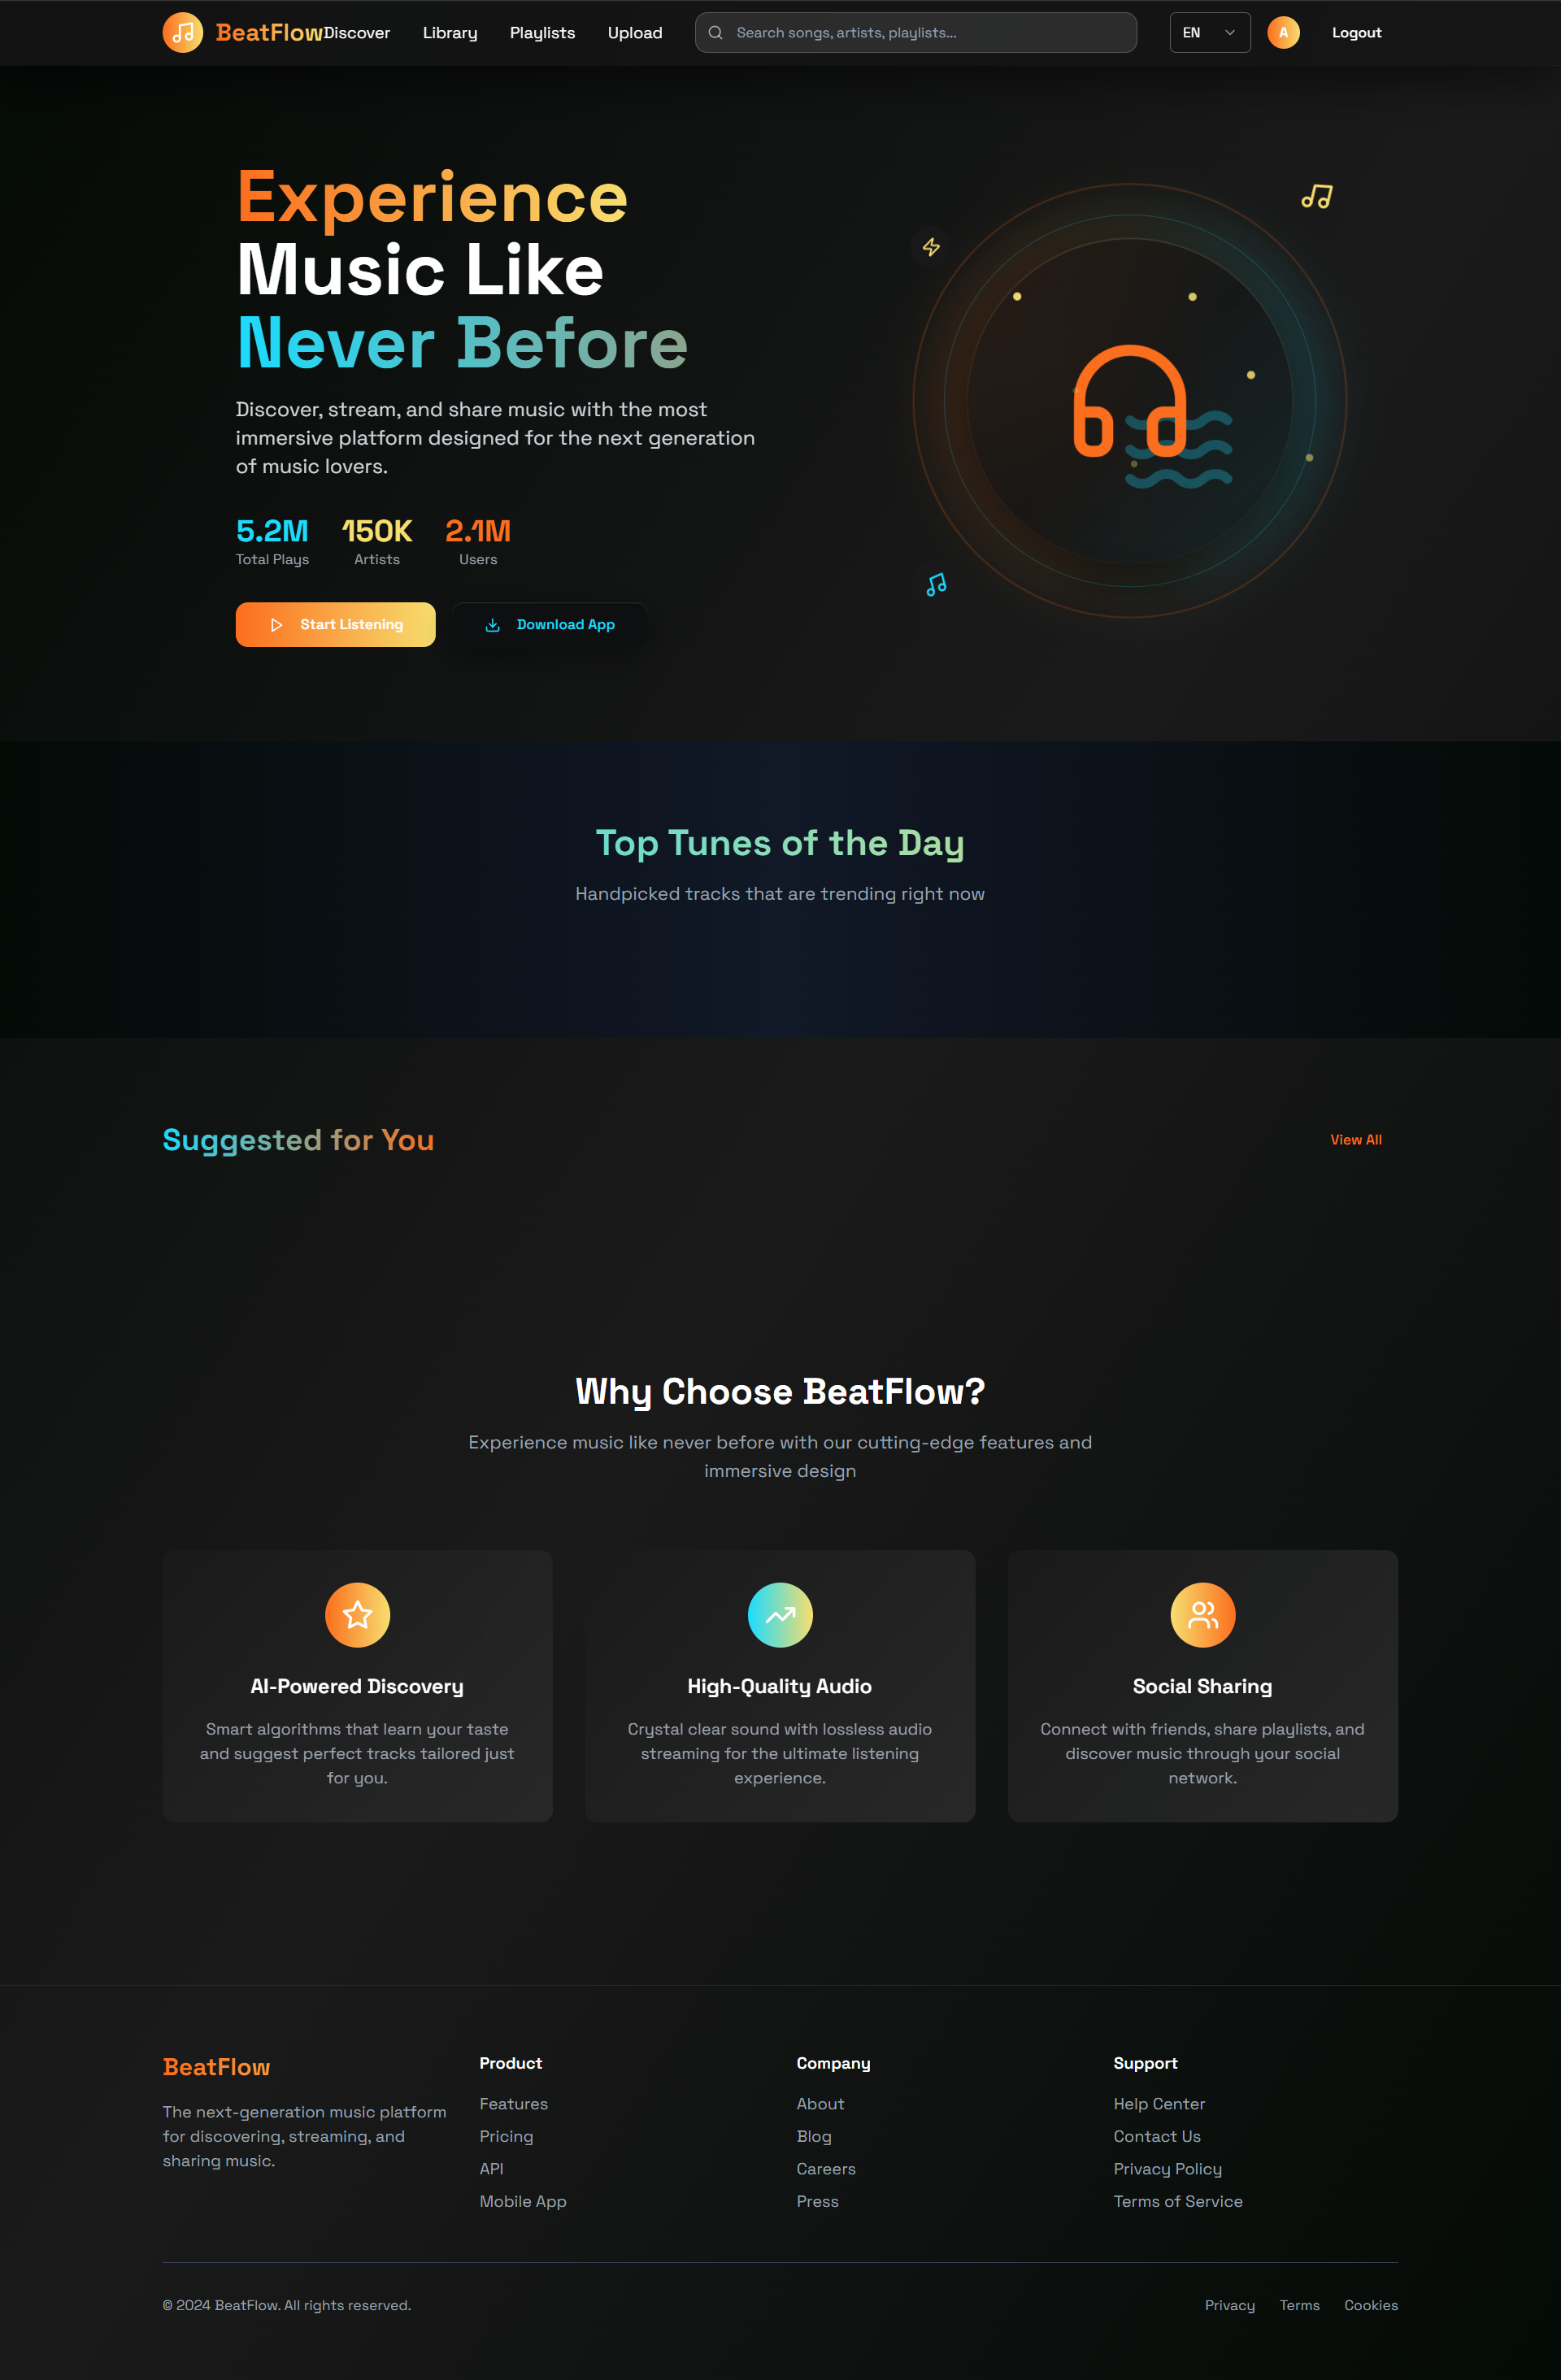 BeatFlow
Discover
Library
Playlists
Upload
Search songs, artists, playlists...
EN
A
Logout
Experience
Music Like
Never Before
Discover, stream, and share music with the most
immersive platform designed for the next generation
of music lovers.
5.2M
Total Plays
150K
Artists
2.1M
Users
Start Listening
Download App
Top Tunes of the Day
Handpicked tracks that are trending right now
Suggested for You
View All
Why Choose BeatFlow?
Experience music like never before with our cutting-edge features and
immersive design
AI-Powered Discovery
Smart algorithms that learn your taste
and suggest perfect tracks tailored just
for you.
High-Quality Audio
Crystal clear sound with lossless audio
streaming for the ultimate listening
experience.
Social Sharing
Connect with friends, share playlists, and
discover music through your social
network.
BeatFlow
The next-generation music platform
for discovering, streaming, and
sharing music.
Product
Features
Pricing
API
Mobile App
Company
About
Blog
Careers
Press
Support
Help Center
Contact Us
Privacy Policy
Terms of Service
© 2024 BeatFlow. All rights reserved.
Privacy
Terms
Cookies